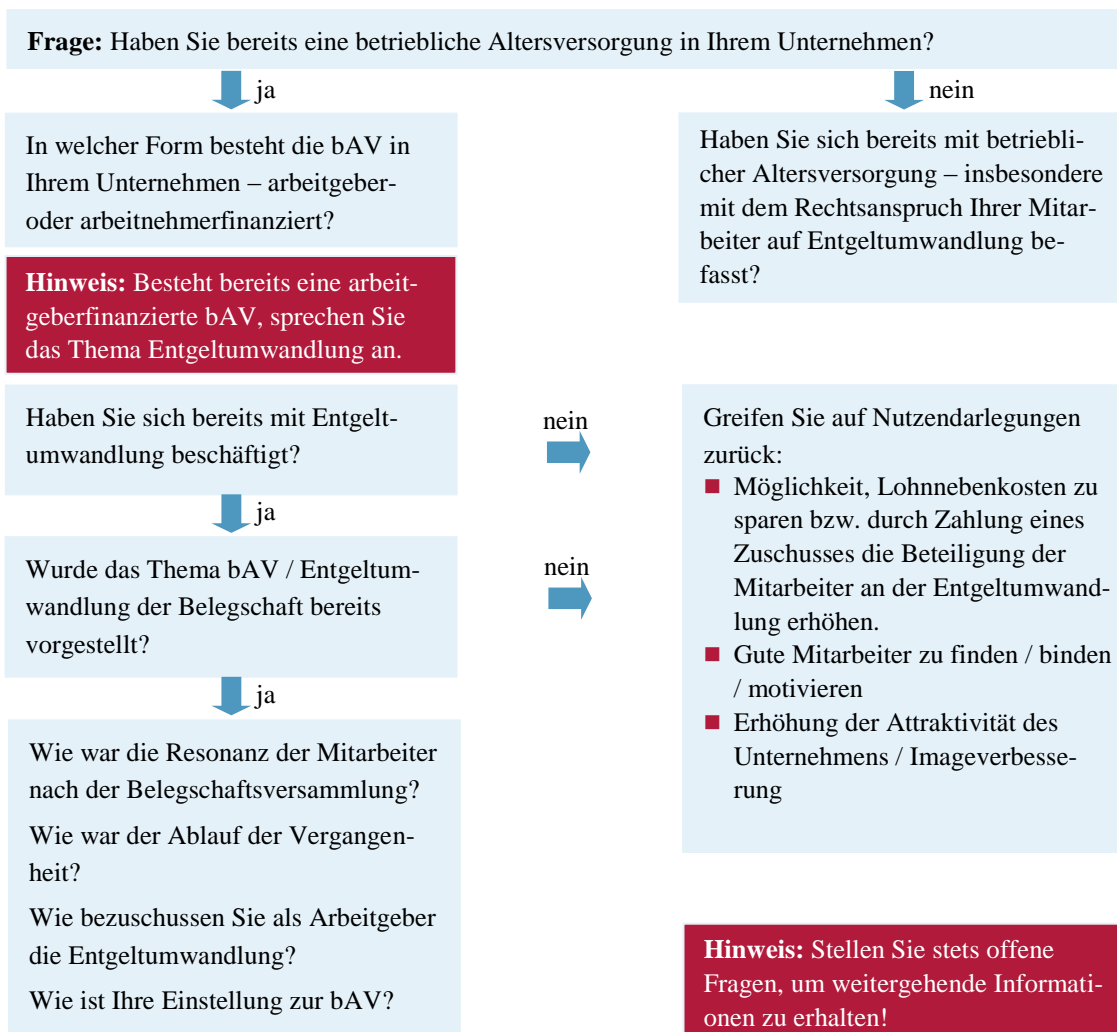 Frage: Haben Sie bereits eine betriebliche Altersversorgung in Ihrem Unternehmen?
ja
nein
In welcher Form besteht die bAV in
Ihrem Unternehmen – arbeitgeber-
oder arbeitnehmerfinanziert?
Haben Sie sich bereits mit betriebli-
cher Altersversorgung – insbesondere
mit dem Rechtsanspruch Ihrer Mitar-
beiter auf Entgeltumwandlung be-
fasst?
Hinweis: Besteht bereits eine arbeit-
geberfinanzierte bAV, sprechen Sie
das Thema Entgeltumwandlung an.
Haben Sie sich bereits mit Entgelt-
umwandlung beschäftigt?
nein
ja
Wurde das Thema bAV / Entgeltum-
wandlung der Belegschaft bereits
vorgestellt?
nein
ja
Greifen Sie auf Nutzendarlegungen
zurück:
■ Möglichkeit, Lohnnebenkosten zu
sparen bzw. durch Zahlung eines
Zuschusses die Beteiligung der
Mitarbeiter an der Entgeltumwand-
lung erhöhen.
■ Gute Mitarbeiter zu finden / binden
/ motivieren
■ Erhöhung der Attraktivität des
Unternehmens / Imageverbesse-
rung
Wie war die Resonanz der Mitarbeiter
nach der Belegschaftsversammlung?
Wie war der Ablauf der Vergangen-
heit?
Wie bezuschussen Sie als Arbeitgeber
die Entgeltumwandlung?
Wie ist Ihre Einstellung zur bAV?
Hinweis: Stellen Sie stets offene
Fragen, um weitergehende Informati-
onen zu erhalten!